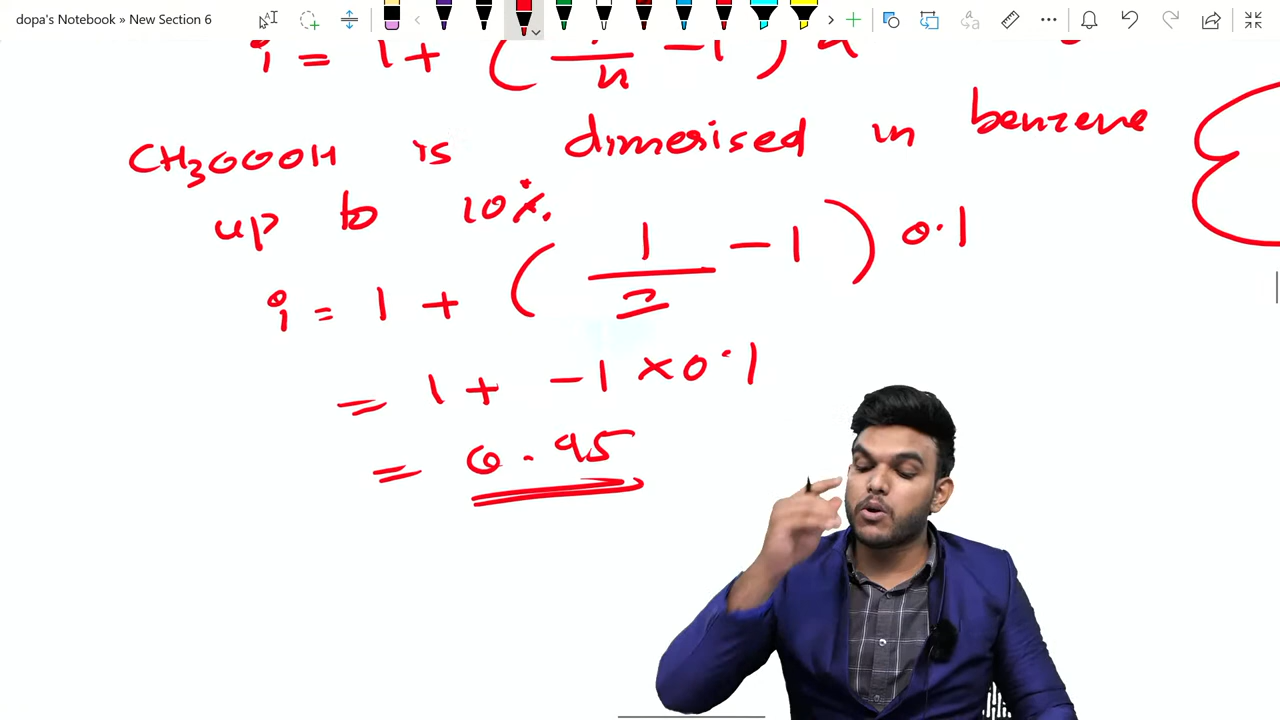 dopa's Notebook » New Section 6
i = 1 + ( 1/n - 1 ) α
CH3COOH is dimerised in benzene
up to 10%.
i = 1 + ( 1/2 - 1 ) 0.1
= 1 + -1 × 0.1
= 0.95